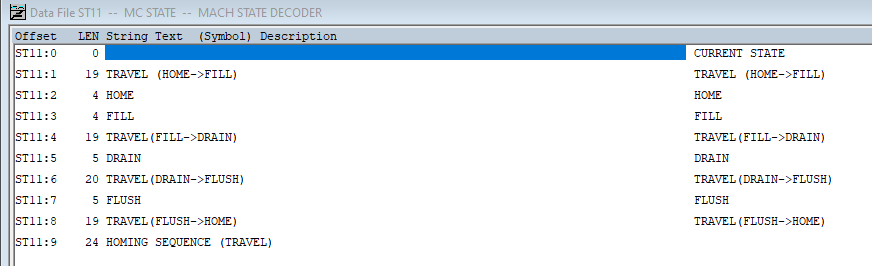 Data File ST11 -- MC STATE -- MACH STATE DECODER
Offset LEN String Text (Symbol) Description
ST11:0 0 CURRENT STATE
ST11:1 19 TRAVEL (HOME->FILL) TRAVEL (HOME->FILL)
ST11:2 4 HOME HOME
ST11:3 4 FILL FILL
ST11:4 19 TRAVEL(FILL->DRAIN) TRAVEL(FILL->DRAIN)
ST11:5 5 DRAIN DRAIN
ST11:6 20 TRAVEL(DRAIN->FLUSH) TRAVEL(DRAIN->FLUSH)
ST11:7 5 FLUSH FLUSH
ST11:8 19 TRAVEL(FLUSH->HOME) TRAVEL(FLUSH->HOME)
ST11:9 24 HOMING SEQUENCE (TRAVEL)